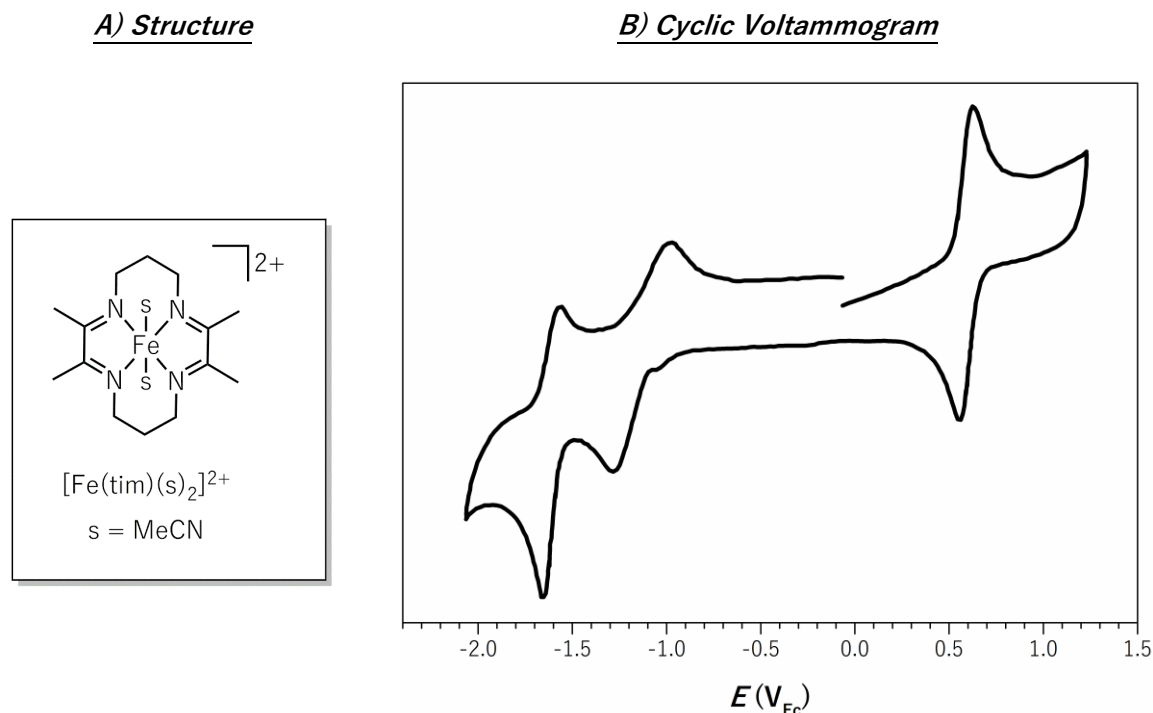 A) Structure
B) Cyclic Voltammogram
2+
s
N
N
Fe
s
N
N
[Fe(tim)(s)2]2+
s = MeCN
-2.0 -1.5 -1.0 -0.5 0.0 0.5 1.0 1.5
E (VFc)